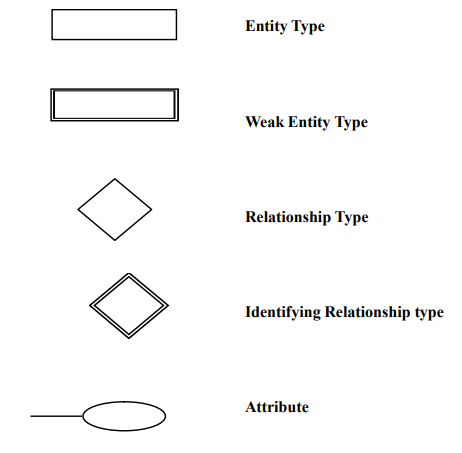 Entity Type
Weak Entity Type
Relationship Type
Identifying Relationship type
Attribute